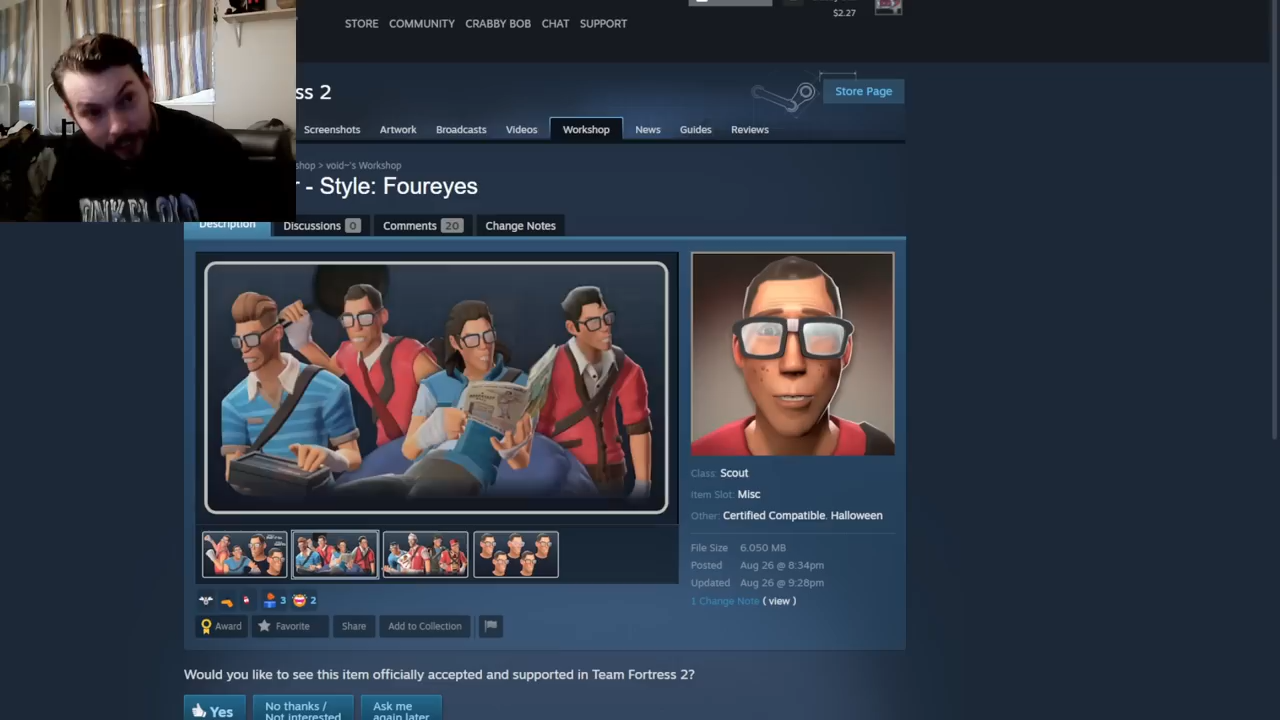 STORE COMMUNITY CRABBY BOB CHAT SUPPORT
$2.27
ss 2
Store Page
Screenshots Artwork Broadcasts Videos Workshop News Guides Reviews
shop > void~'s Workshop
r - Style: Foureyes
Description Discussions 0 Comments 20 Change Notes
Class: Scout
Item Slot: Misc
Other: Certified Compatible, Halloween
File Size 6.050 MB
Posted Aug 26 @ 8:34pm
Updated Aug 26 @ 9:28pm
1 Change Note ( view )
3 2
Award Favorite Share Add to Collection
Would you like to see this item officially accepted and supported in Team Fortress 2?
Yes
No thanks /
Not interested
Ask me
again later